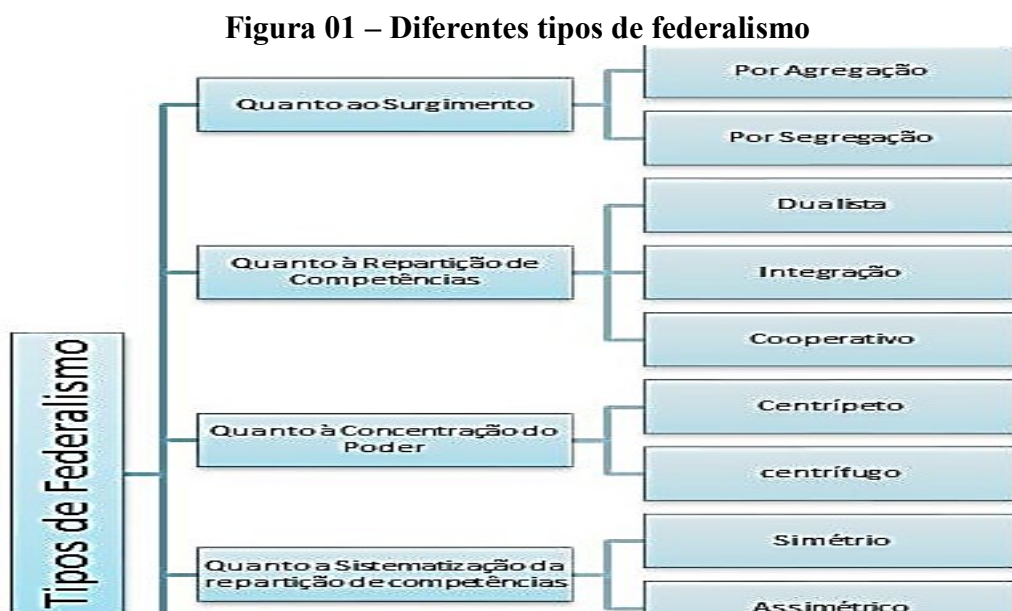 Figura 01 – Diferentes tipos de federalismo
Tipos de Federalismo
Quanto ao Surgimento
Por Agregação
Por Segregação
Quanto à Repartição de
Competências
Dualista
Integração
Cooperativo
Quanto à Concentração do
Poder
Centrípeto
centrífugo
Quanto a Sistematização da
repartição de competências
Simétrio
Assimétrico